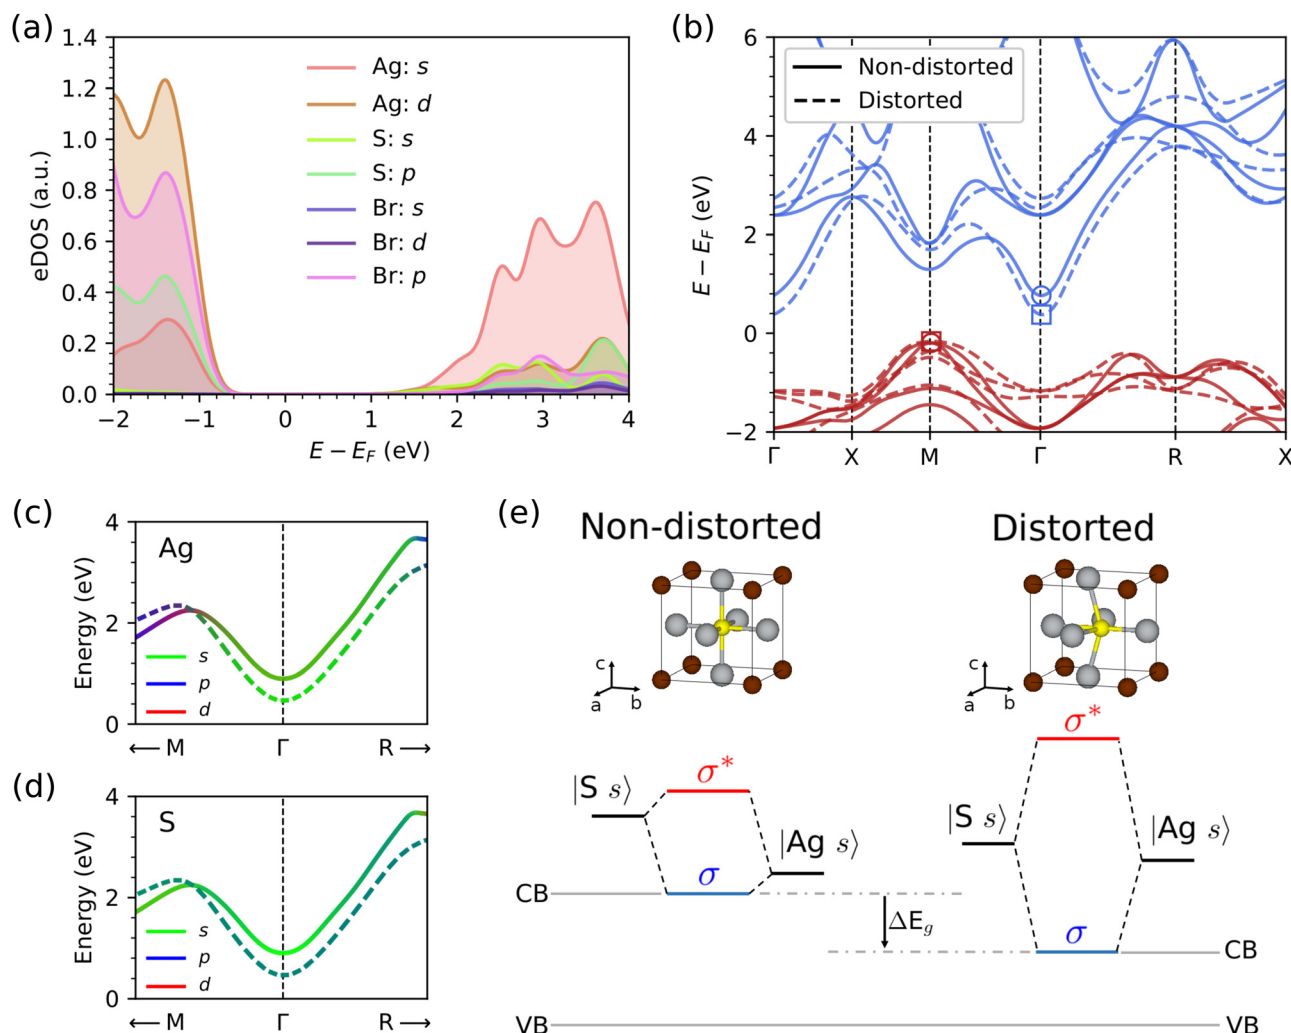 (a)
1.4
1.2
1.0
0.8
0.6
0.4
0.2
0.0
eDOS (a.u.)
Ag: s
Ag: d
S: s
S: p
Br: s
Br: d
Br: p
−2 −1 0 1 2 3 4
E − E_F (eV)
(b)
6
4
2
0
−2
E − E_F (eV)
Non-distorted
Distorted
Γ X M Γ R X
(c)
4
2
0
Energy (eV)
Ag
s
p
d
← M Γ R →
(d)
4
2
0
Energy (eV)
S
s
p
d
← M Γ R →
(e)
Non-distorted Distorted
c
a b
c
a b
σ*
|S s⟩
|Ag s⟩
σ
CB
ΔE_g
σ*
|S s⟩
|Ag s⟩
σ
CB
VB VB